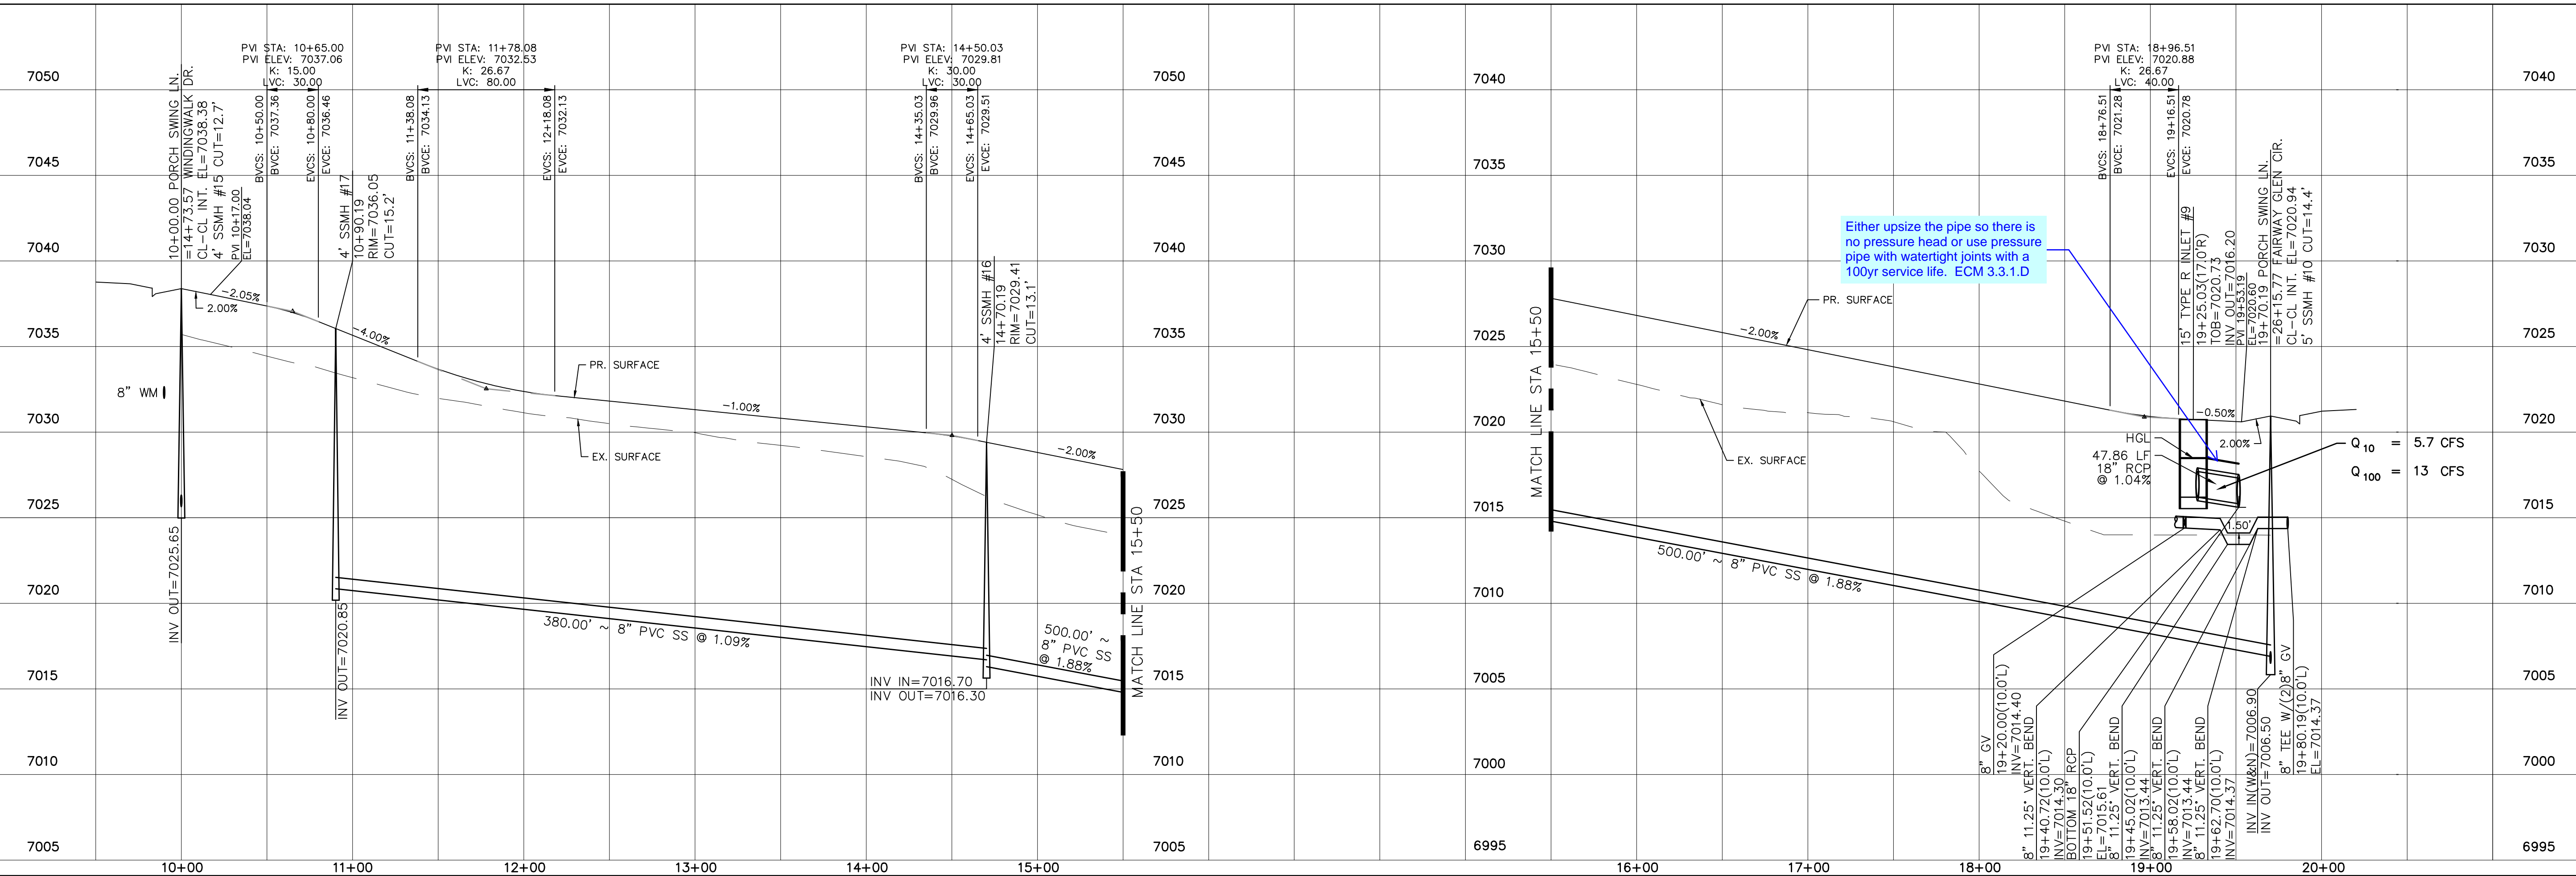 PVI STA: 10+65.00
PVI ELEV: 7037.06
K: 15.00
LVC: 30.00
PVI STA: 11+78.08
PVI ELEV: 7032.53
K: 26.67
LVC: 80.00
PVI STA: 14+50.03
PVI ELEV: 7029.81
K: 30.00
LVC: 30.00
PVI STA: 18+96.51
PVI ELEV: 7020.88
K: 26.67
LVC: 40.00
7050
7045
7040
7035
7030
7025
7020
7015
7010
7005
10+00.00 PORCH SWING LN.
=14+73.57 WINDINGWALK DR.
CL-CL INT. EL=7038.38
4' SSMH #15 CUT=12.7'
PVI 10+17.00
EL=7038.04
BVCS: 10+50.00
BVCE: 7037.36
EVCS: 10+80.00
EVCE: 7036.46
4' SSMH #17
10+90.19
RIM=7036.05
CUT=15.2'
BVCS: 11+38.08
BVCE: 7034.13
EVCS: 12+18.08
EVCE: 7032.13
BVCS: 14+35.03
BVCE: 7029.96
EVCS: 14+65.03
EVCE: 7029.51
4' SSMH #16
14+70.19
RIM=7029.41
CUT=13.1'
-2.05%
2.00%
-4.00%
8" WM
PR. SURFACE
EX. SURFACE
-1.00%
-2.00%
INV OUT=7025.65
INV OUT=7020.85
380.00' ~ 8" PVC SS @ 1.09%
500.00' ~
8" PVC SS
@ 1.88%
INV IN=7016.70
INV OUT=7016.30
MATCH LINE STA 15+50
7050
7045
7040
7035
7030
7025
7020
7015
7010
7005
7040
7035
7030
7025
7020
7015
7010
7005
7000
6995
MATCH LINE STA 15+50
PR. SURFACE
-2.00%
EX. SURFACE
500.00' ~ 8" PVC SS @ 1.88%
Either upsize the pipe so there is
no pressure head or use pressure
pipe with watertight joints with a
100yr service life. ECM 3.3.1.D
BVCS: 18+76.51
BVCE: 7021.28
EVCS: 19+16.51
EVCE: 7020.78
15' TYPE R INLET #9
19+25.03(17.0'R)
TOB=7020.73
INV OUT=7016.20
PVI 19+53.19
EL=7020.60
19+70.19 PORCH SWING LN.
=26+15.77 FAIRWAY GLEN CIR.
CL-CL INT. EL=7020.94
5' SSMH #10 CUT=14.4'
-0.50%
2.00%
HGL
47.86 LF
18" RCP
@ 1.04%
Q10 = 5.7 CFS
Q100 = 13 CFS
1.50'
8" GV
19+20.00(10.0'L)
INV=7014.40
8" 11.25° VERT. BEND
19+40.72(10.0'L)
INV=7014.30
BOTTOM 18" RCP
19+51.52(10.0'L)
EL=7015.61
8" 11.25° VERT. BEND
19+45.02(10.0'L)
INV=7013.44
8" 11.25° VERT. BEND
19+58.02(10.0'L)
INV=7013.44
8" 11.25° VERT. BEND
19+62.70(10.0'L)
INV=7014.37
INV IN(W&N)=7006.90
INV OUT=7006.50
8" TEE W/(2)8" GV
19+80.19(10.0'L)
EL=7014.37
7040
7035
7030
7025
7020
7015
7010
7005
7000
6995
10+00
11+00
12+00
13+00
14+00
15+00
16+00
17+00
18+00
19+00
20+00